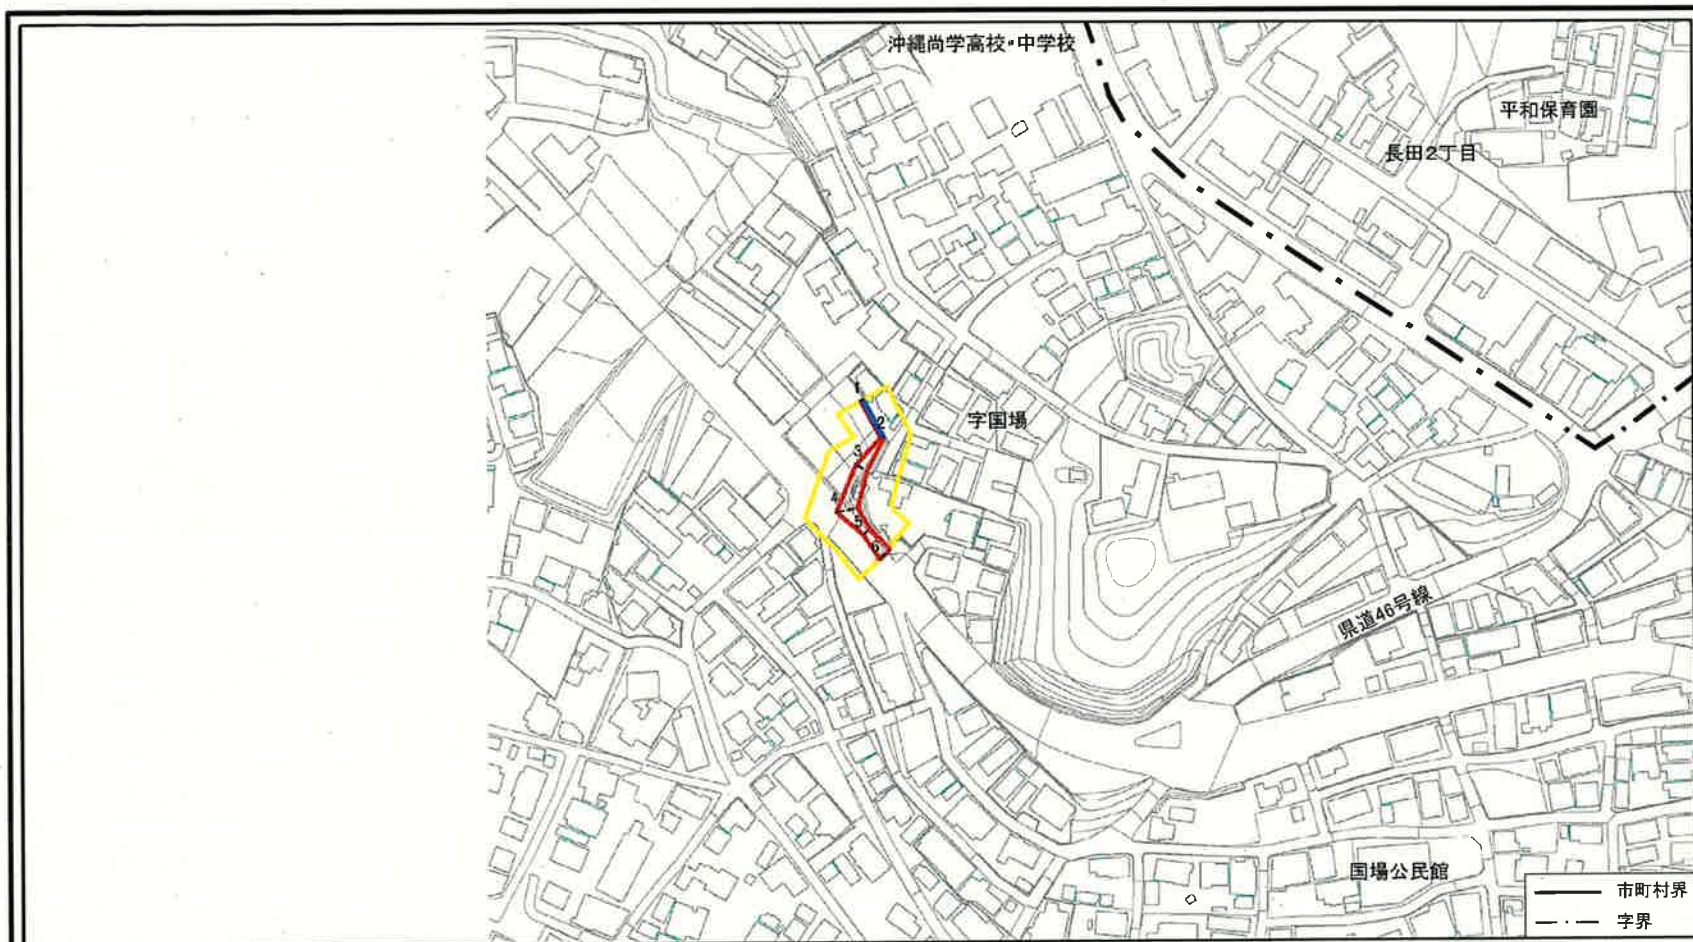 沖縄尚学高校・中学校
平和保育園
長田2丁目
1
2
字国場
3
4
5
6
県道46号線
国場公民館
市町村界
字界